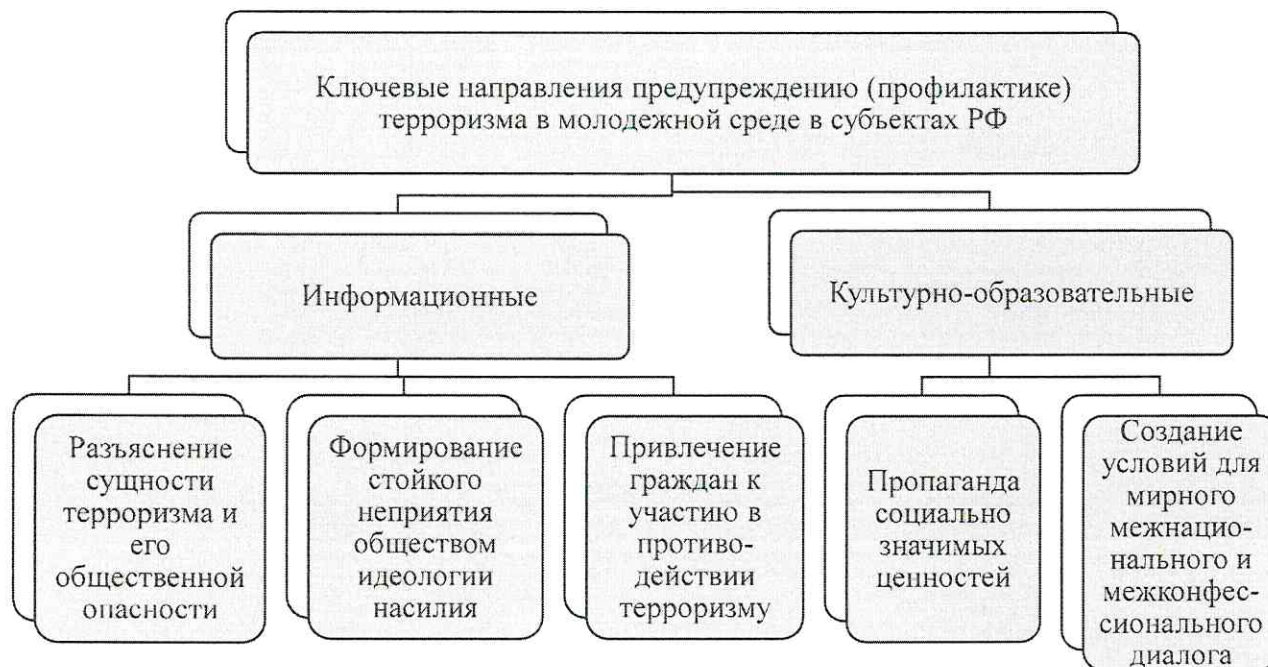 Ключевые направления предупреждению (профилактике)
терроризма в молодежной среде в субъектах РФ
Информационные
Культурно-образовательные
Разъяснение
сущности
терроризма и
его
общественной
опасности
Формирование
стойкого
неприятия
обществом
идеологии
насилия
Привлечение
граждан к
участию в
противо-
действии
терроризму
Пропаганда
социально
значимых
ценностей
Создание
условий для
мирного
межнацио-
нального и
межконфес-
сионального
диалога